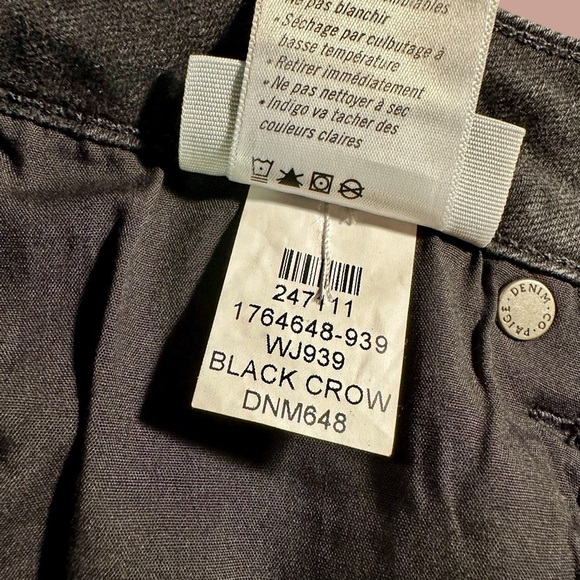 • Ne pas blanchir
• Séchage par culbutage à
basse température
• Retirer immédiatement
• Ne pas nettoyer à sec
• Indigo va tacher des
couleurs claires
247111
1764648-939
WJ939
BLACK CROW
DNM648
PAIGE • DENIM • CO •